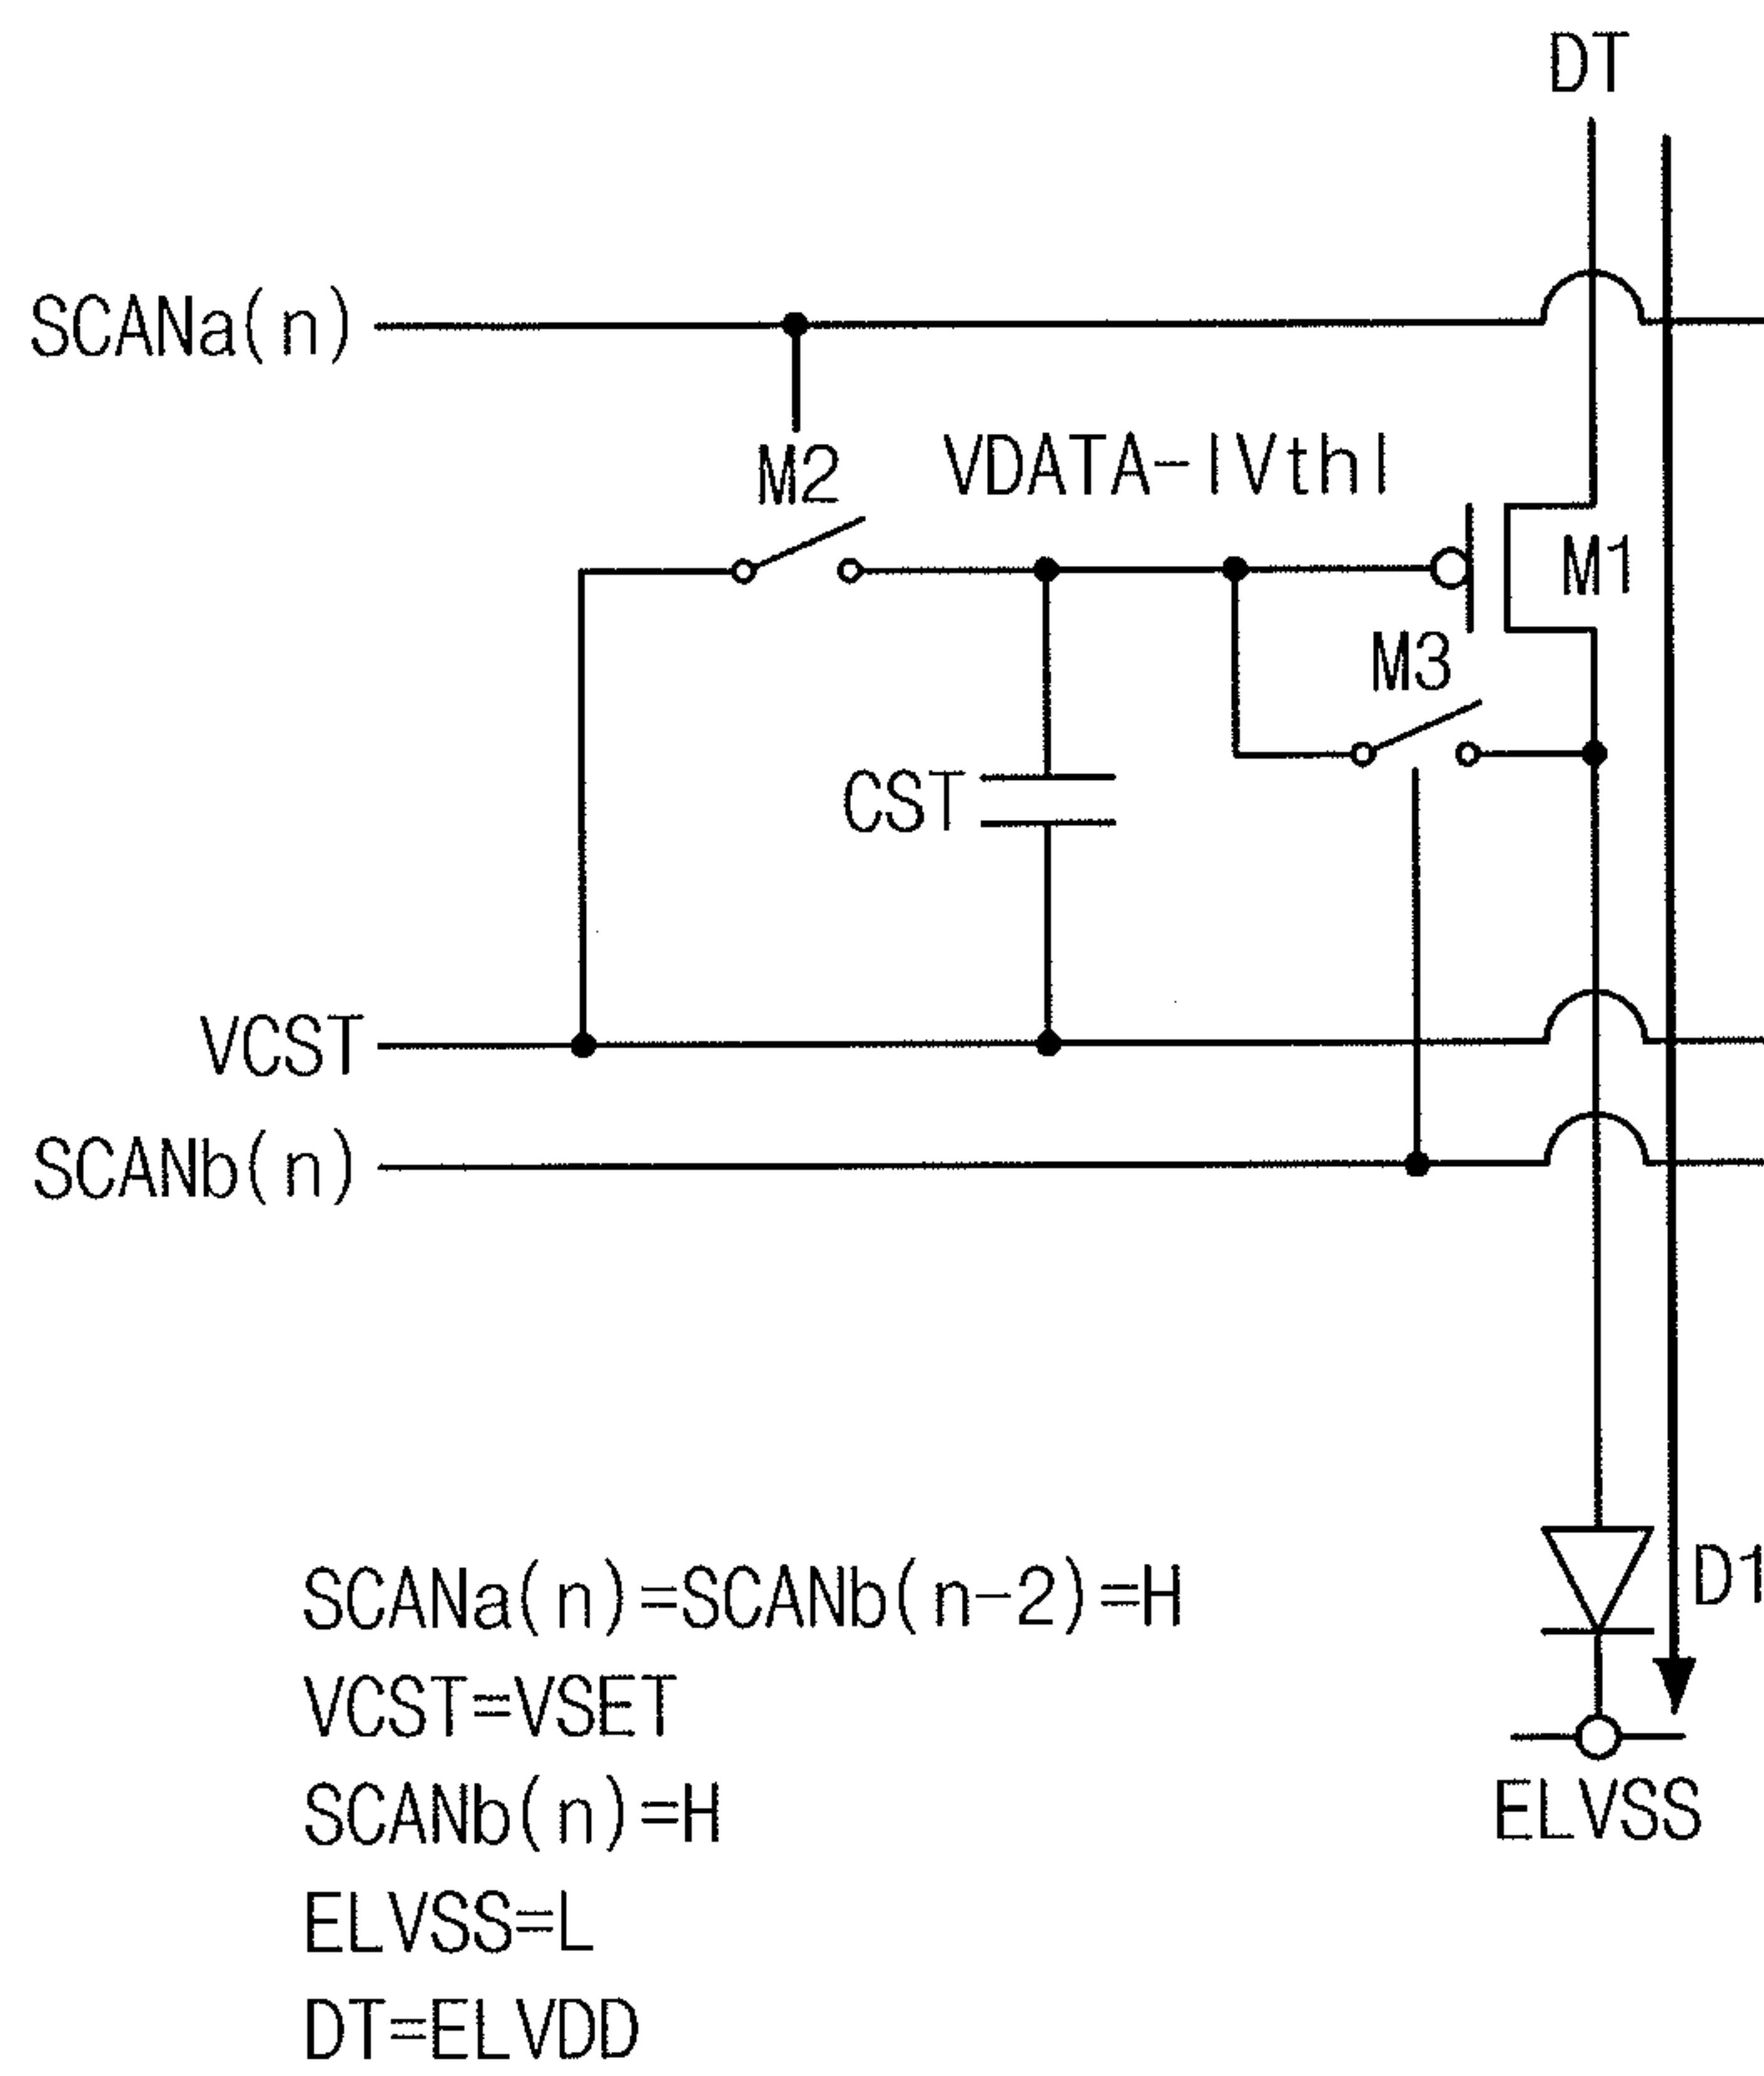 DT
SCANa(n)
M2
VDATA-|Vth|
M1
M3
CST
VCST
SCANb(n)
D1
SCANa(n)=SCANb(n-2)=H
VCST=VSET
SCANb(n)=H
ELVSS
ELVSS=L
DT=ELVDD